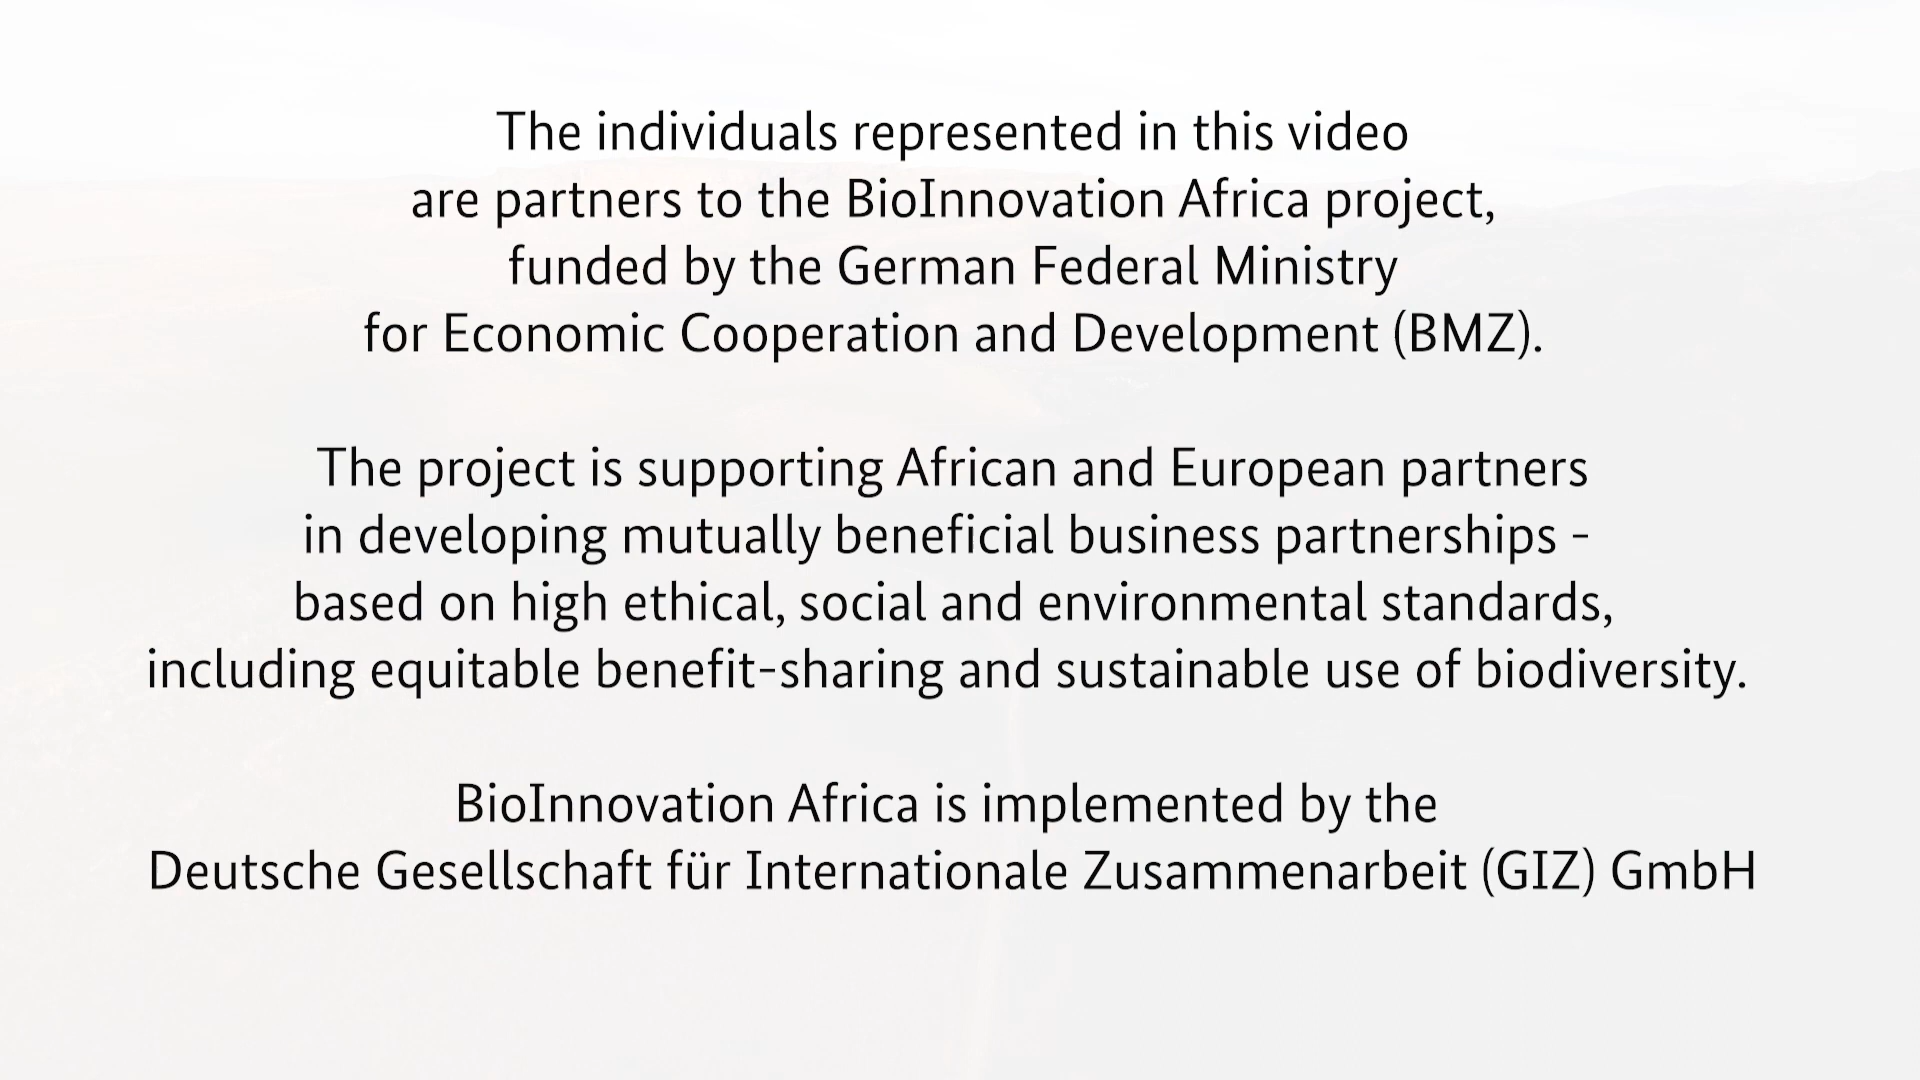 The individuals represented in this video
are partners to the BioInnovation Africa project,
funded by the German Federal Ministry
for Economic Cooperation and Development (BMZ).
The project is supporting African and European partners
in developing mutually beneficial business partnerships -
based on high ethical, social and environmental standards,
including equitable benefit-sharing and sustainable use of biodiversity.
BioInnovation Africa is implemented by the
Deutsche Gesellschaft für Internationale Zusammenarbeit (GIZ) GmbH